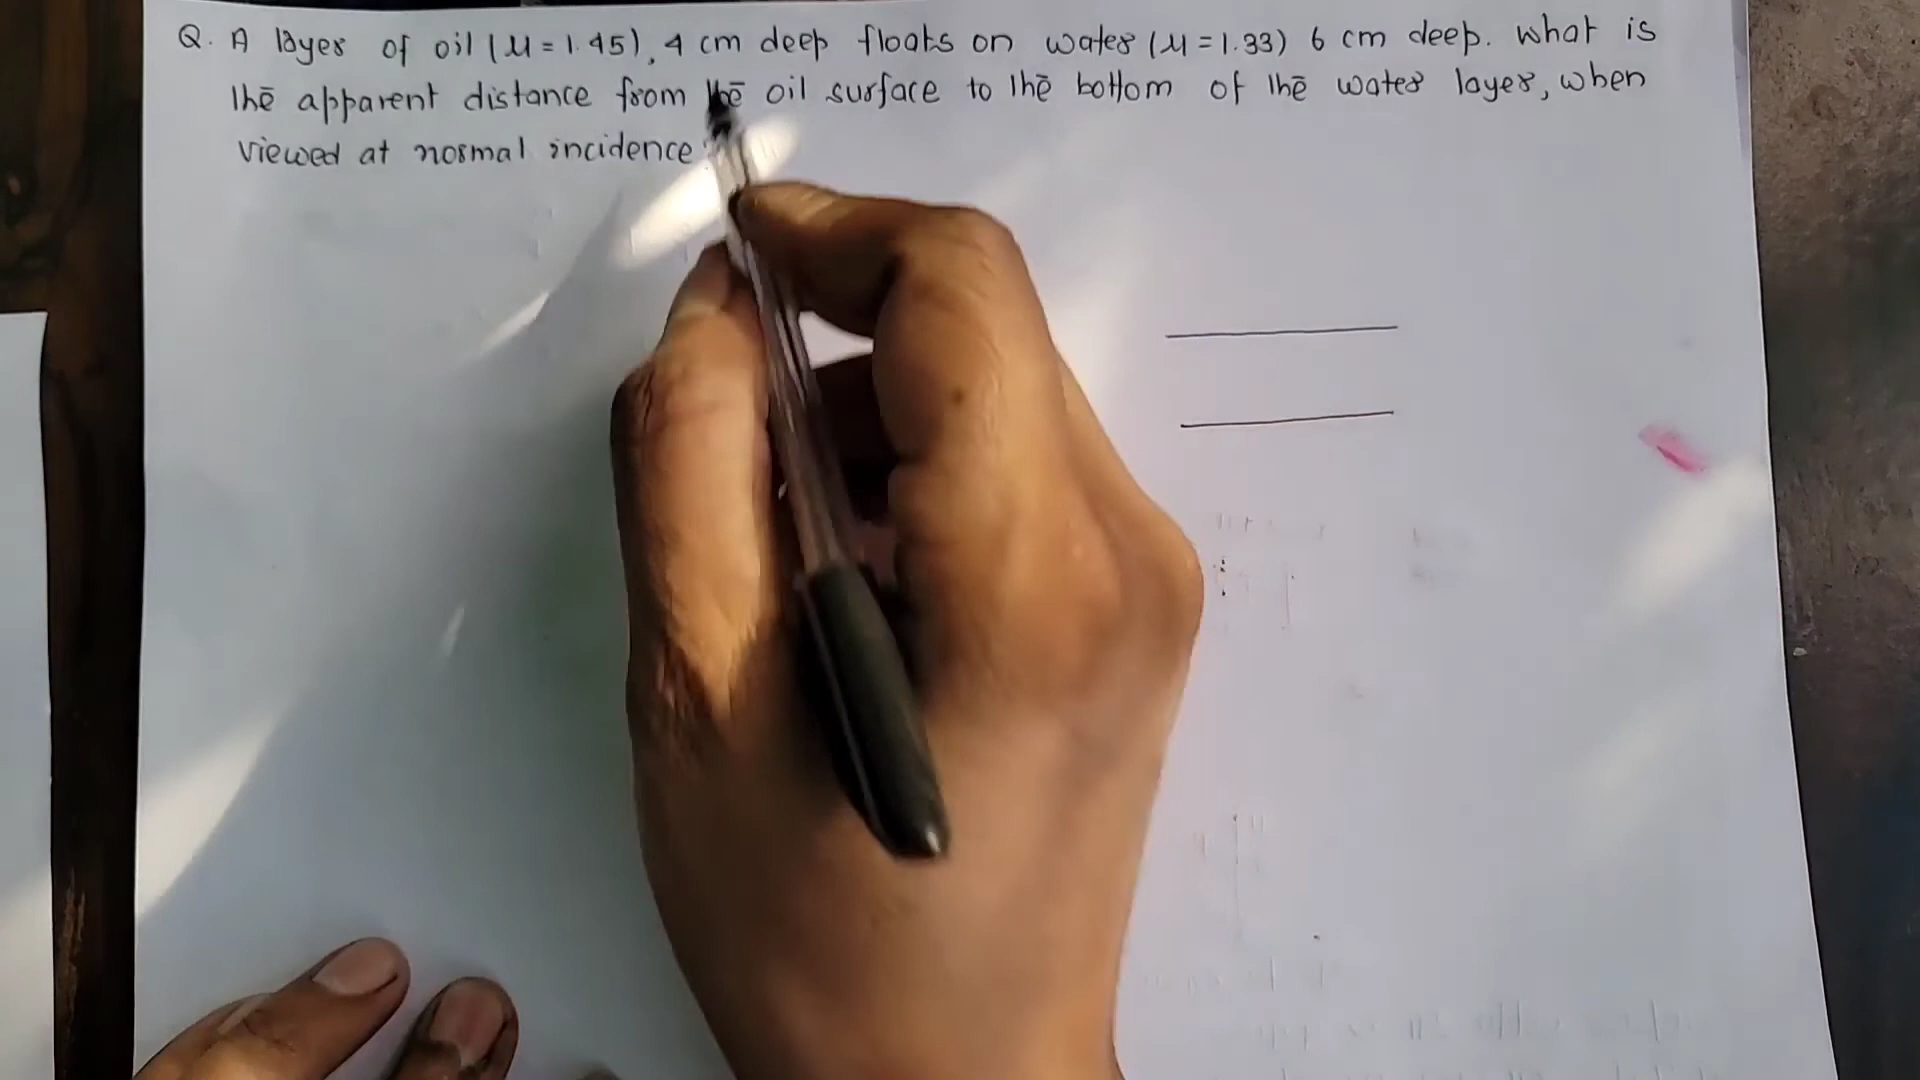 Q. A layer of oil (μ = 1.45), 4 cm deep floats on water (μ = 1.33) 6 cm deep. what is
the apparent distance from the oil surface to the bottom of the water layer, when
viewed at normal incidence